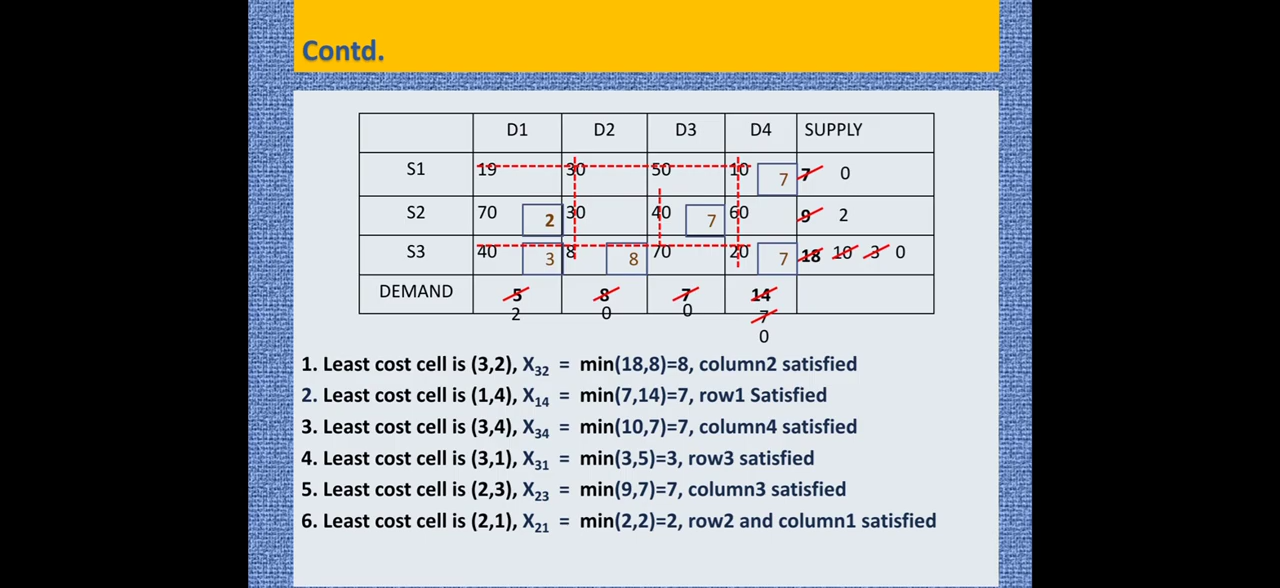 Contd.
D1 D2 D3 D4 SUPPLY
S1 19 30 50 10 7 7 0
S2 70 2 30 40 7 60 9 2
S3 40 3 8 8 70 20 7 18 10 3 0
DEMAND 5 8 7 14
2 0 0 7
0
1. Least cost cell is (3,2), X32 = min(18,8)=8, column2 satisfied
2. Least cost cell is (1,4), X14 = min(7,14)=7, row1 Satisfied
3. Least cost cell is (3,4), X34 = min(10,7)=7, column4 satisfied
4. Least cost cell is (3,1), X31 = min(3,5)=3, row3 satisfied
5. Least cost cell is (2,3), X23 = min(9,7)=7, column3 satisfied
6. Least cost cell is (2,1), X21 = min(2,2)=2, row2 and column1 satisfied